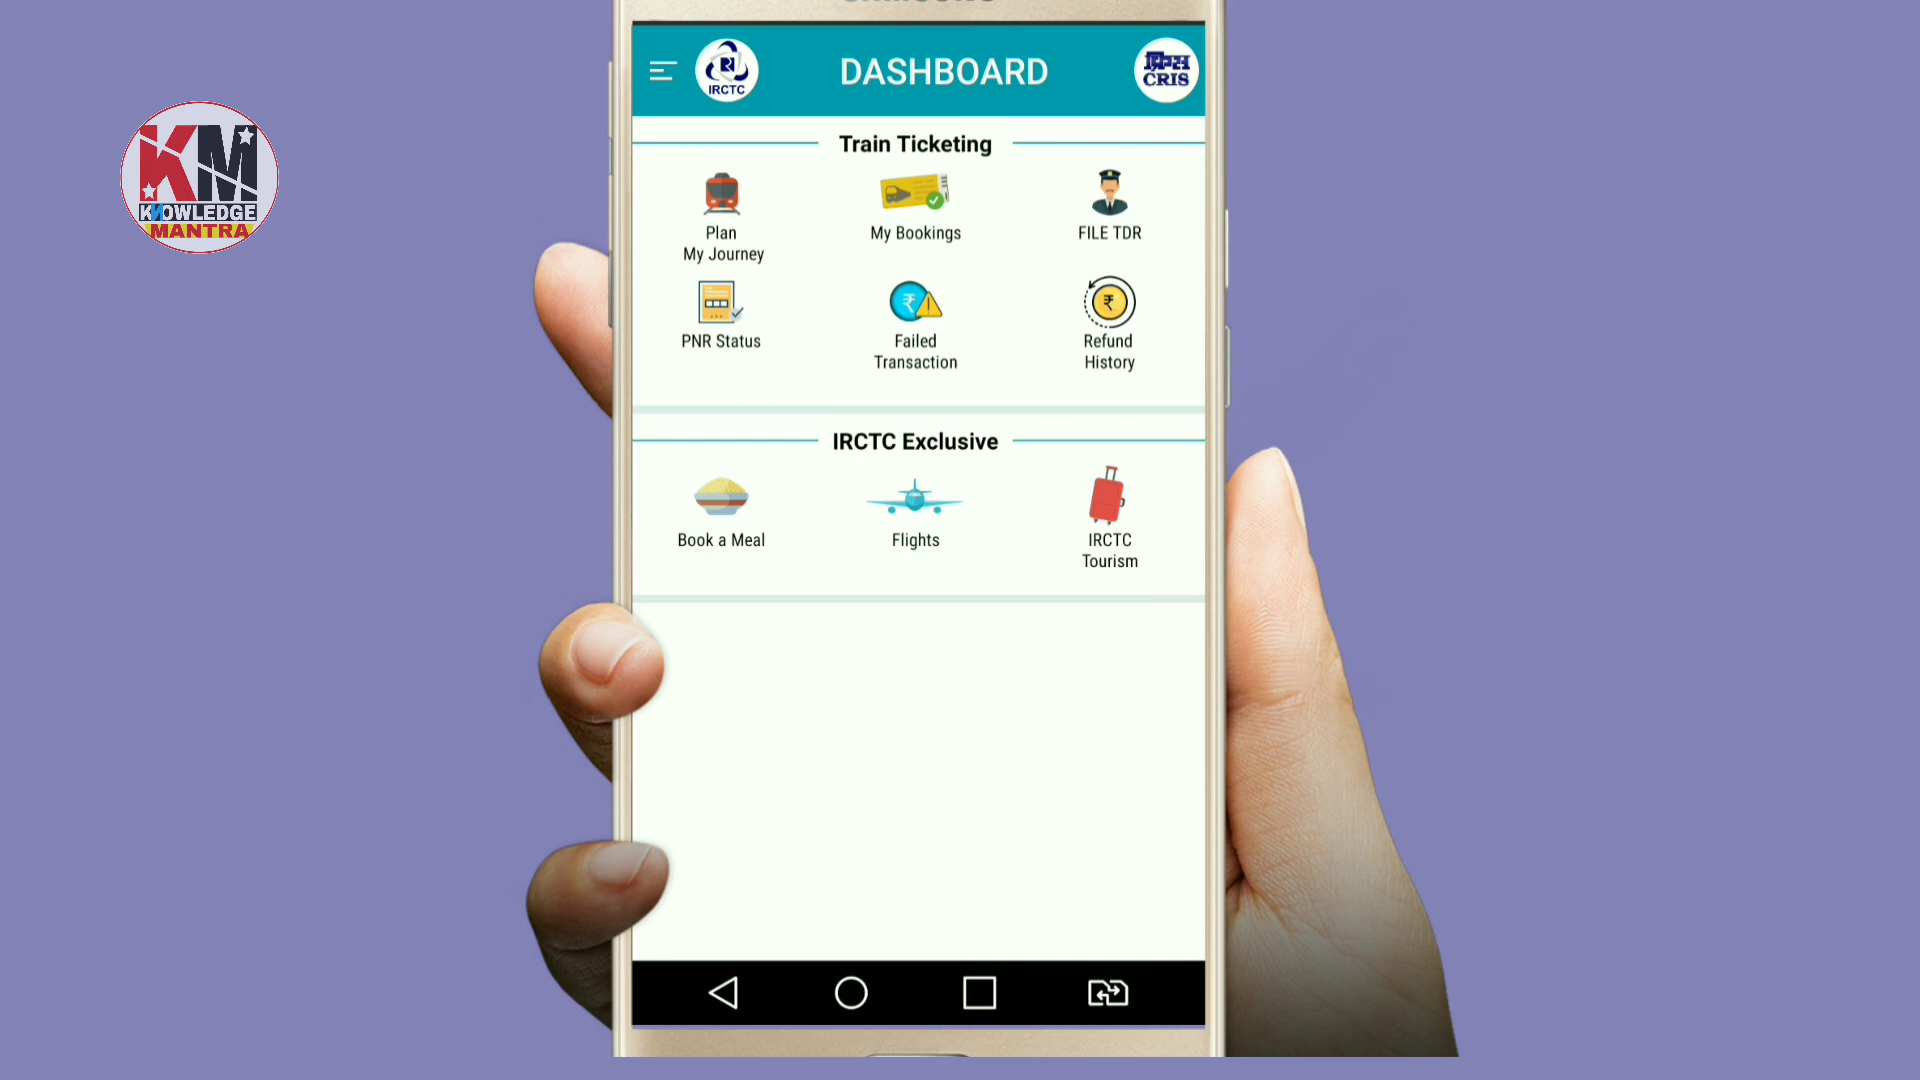 DASHBOARD
IRCTC
क्रिस
CRIS
KM
KNOWLEDGE
MANTRA
Train Ticketing
Plan
My Journey
My Bookings
FILE TDR
PNR Status
Failed
Transaction
Refund
History
IRCTC Exclusive
Book a Meal
Flights
IRCTC
Tourism